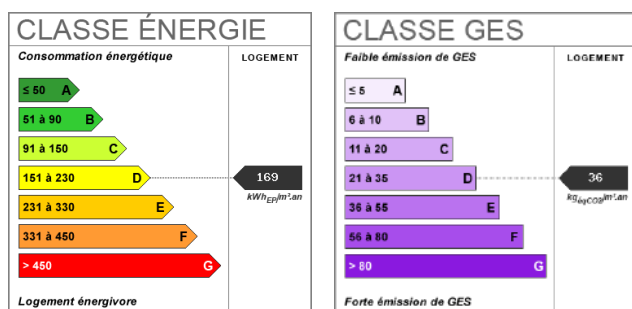 CLASSE ÉNERGIE
Consommation énergétique
LOGEMENT
≤ 50 A
51 à 90 B
91 à 150 C
151 à 230 D
169
kWhEP/m².an
231 à 330 E
331 à 450 F
> 450 G
Logement énergivore
CLASSE GES
Faible émission de GES
LOGEMENT
≤ 5 A
6 à 10 B
11 à 20 C
21 à 35 D
36
kgéqCO2/m².an
36 à 55 E
56 à 80 F
> 80 G
Forte émission de GES